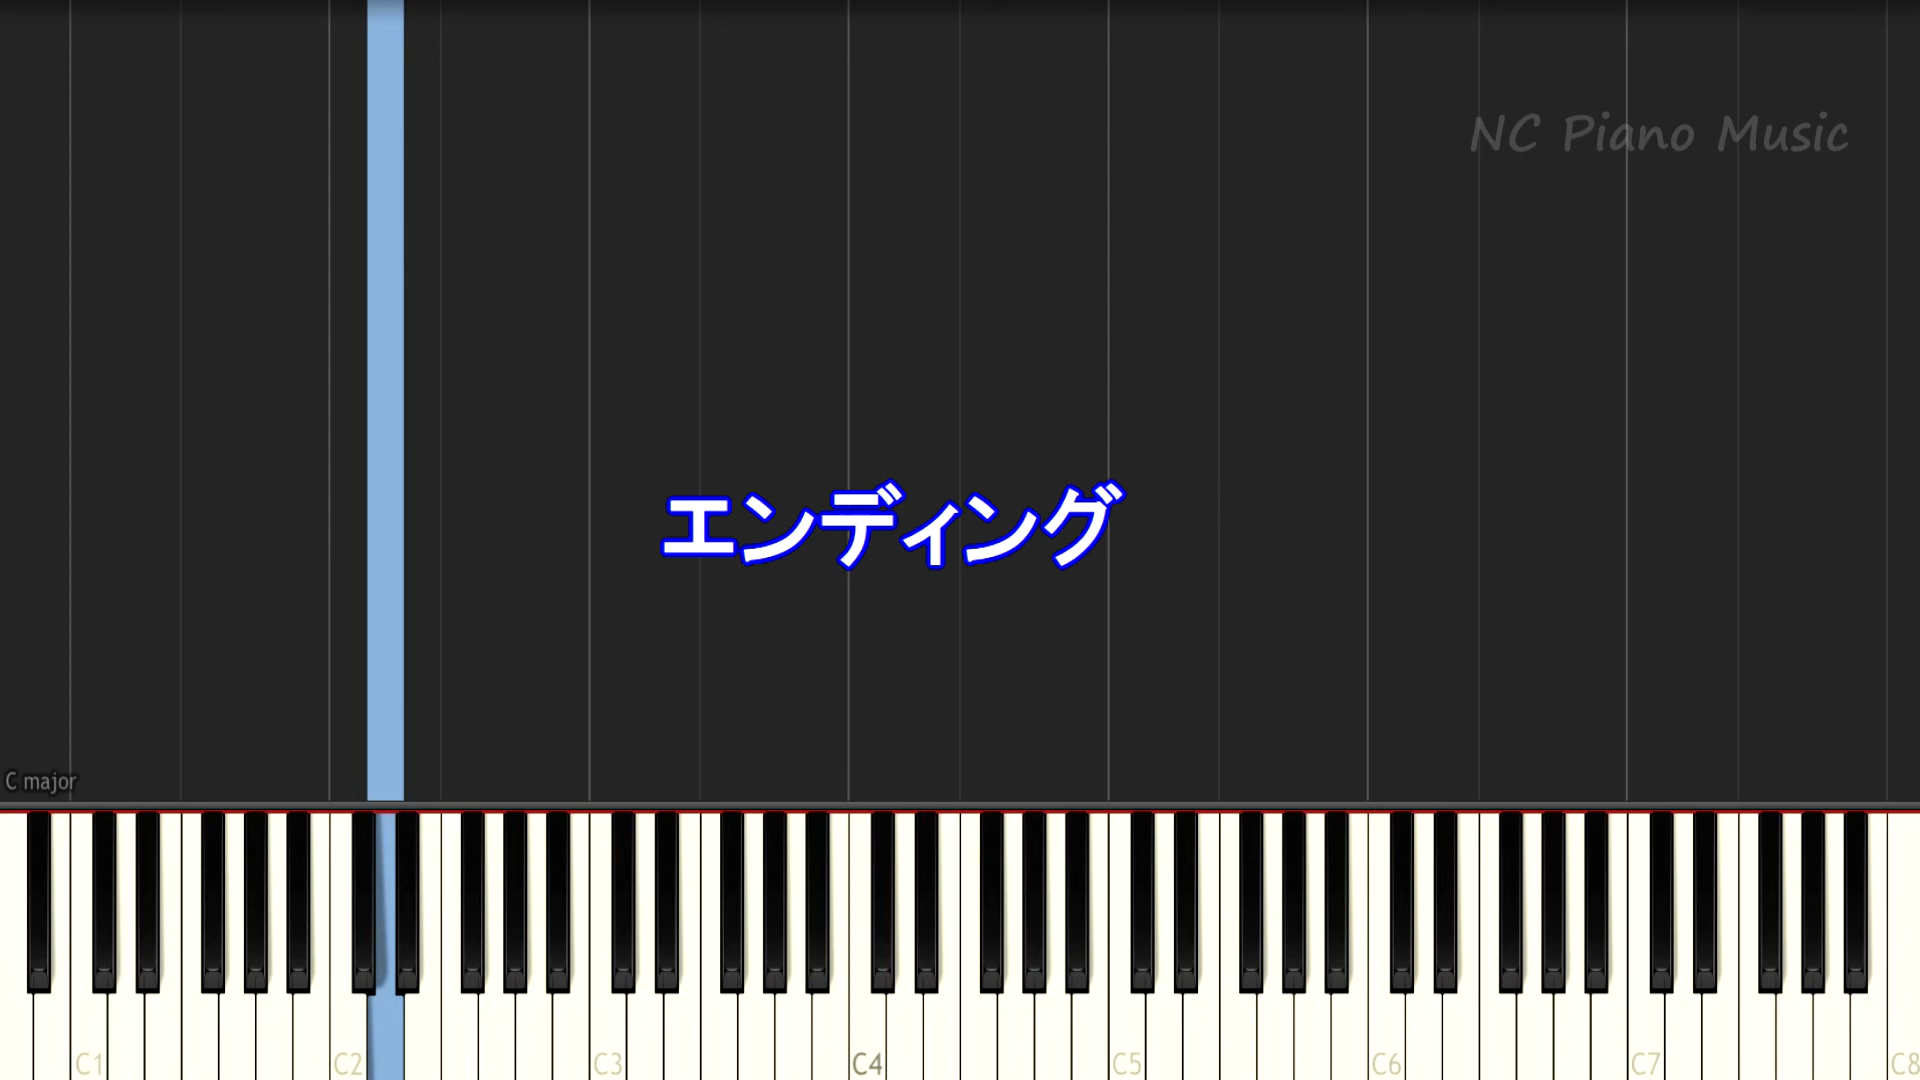 NC Piano Music
エンディング
C major
C1 C2 C3 C4 C5 C6 C7 C8